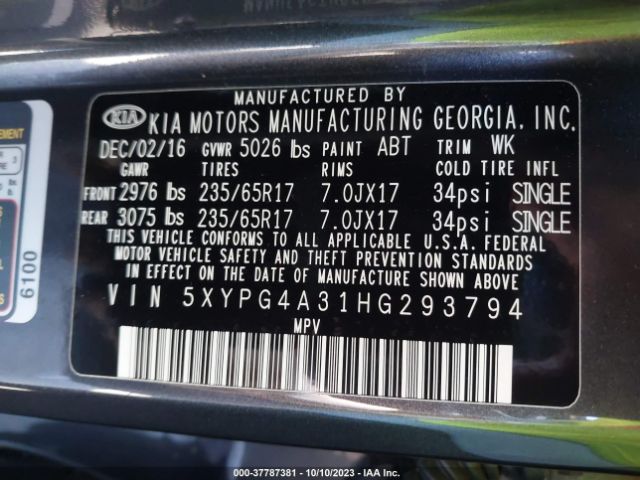 MANUFACTURED BY
KIA KIA MOTORS MANUFACTURING GEORGIA, INC.
DEC/02/16 GVWR 5026 lbs PAINT ABT TRIM WK
GAWR TIRES RIMS COLD TIRE INFL
FRONT 2976 lbs 235/65R17 7.0JX17 34psi SINGLE
REAR 3075 lbs 235/65R17 7.0JX17 34psi SINGLE
THIS VEHICLE CONFORMS TO ALL APPLICABLE U.S.A. FEDERAL
MOTOR VEHICLE SAFETY AND THEFT PREVENTION STANDARDS
IN EFFECT ON THE DATE OF MANUFACTURE SHOWN ABOVE
VIN 5XYPG4A31HG293794
MPV
6100
000-37787381 - 10/10/2023 - IAA Inc.